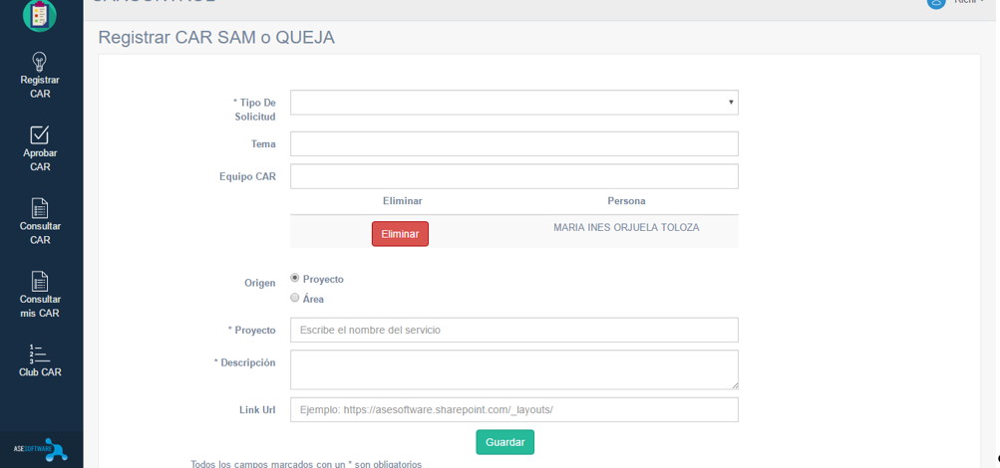 Registrar CAR SAM o QUEJA
Registrar
CAR
Aprobar
CAR
Consultar
CAR
Consultar
mis CAR
Club CAR
ASESOFTWARE
* Tipo De
Solicitud
Tema
Equipo CAR
Eliminar Persona
Eliminar MARIA INES ORJUELA TOLOZA
Origen Proyecto
Área
* Proyecto Escribe el nombre del servicio
* Descripción
Link Url Ejemplo: https://asesoftware.sharepoint.com/_layouts/
Guardar
Todos los campos marcados con un * son obligatorios